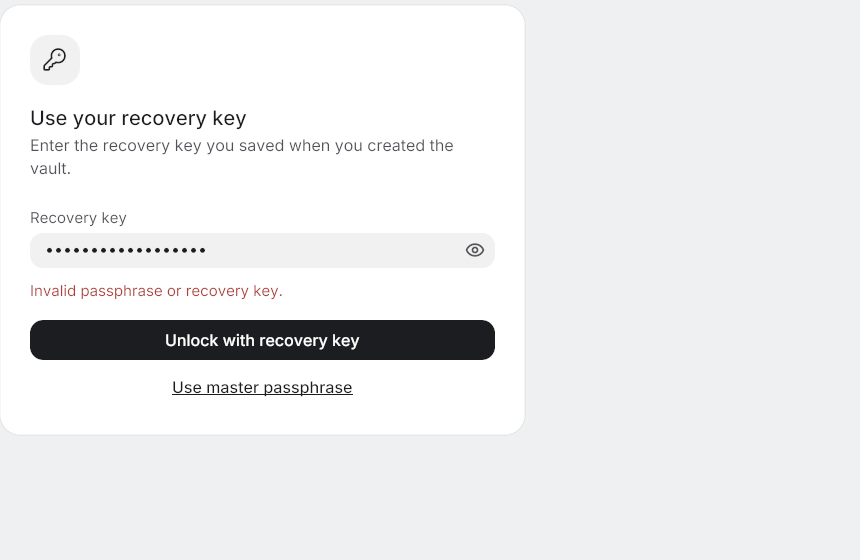 Use your recovery key
Enter the recovery key you saved when you created the
vault.
Recovery key
••••••••••••••••••
Invalid passphrase or recovery key.
Unlock with recovery key
Use master passphrase